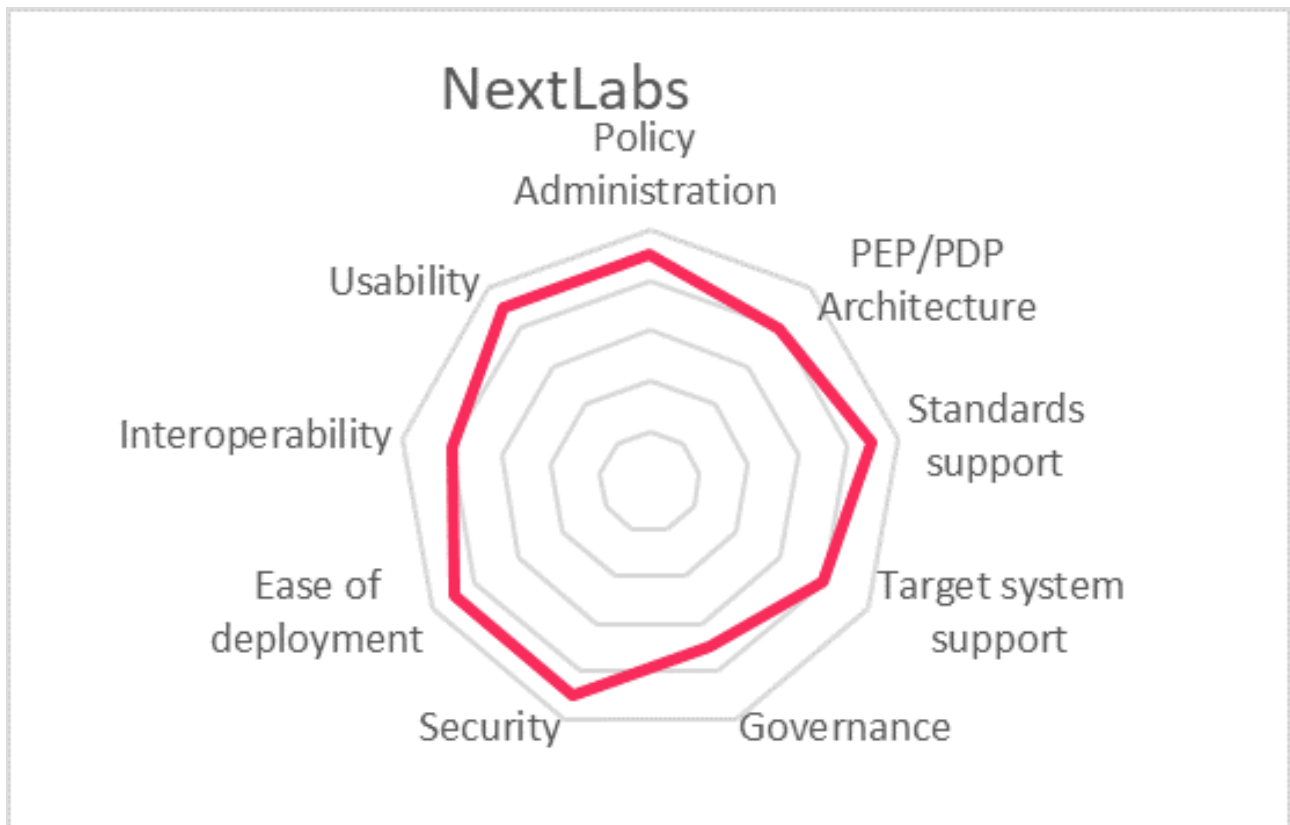 NextLabs
Policy
Administration
PEP/PDP
Architecture
Standards
support
Target system
support
Governance
Security
Ease of
deployment
Interoperability
Usability